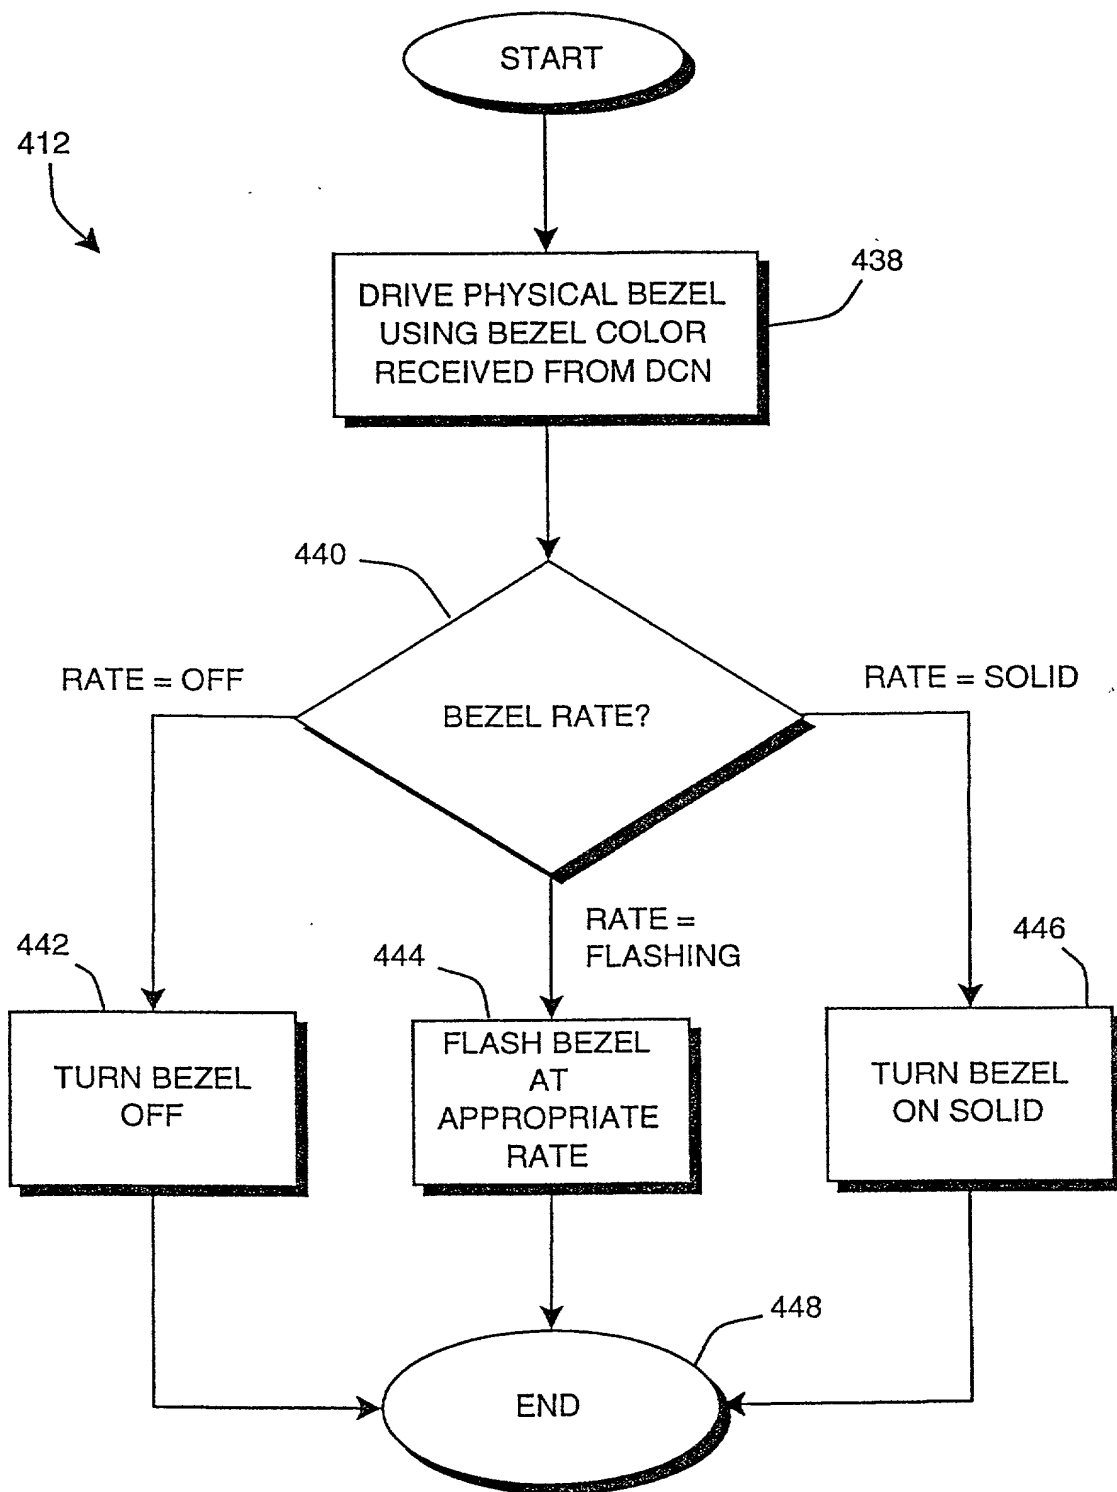 START
412
438
DRIVE PHYSICAL BEZEL
USING BEZEL COLOR
RECEIVED FROM DCN
440
RATE = OFF
RATE = SOLID
BEZEL RATE?
RATE =
FLASHING
442
444
446
TURN BEZEL
OFF
FLASH BEZEL
AT
APPROPRIATE
RATE
TURN BEZEL
ON SOLID
448
END